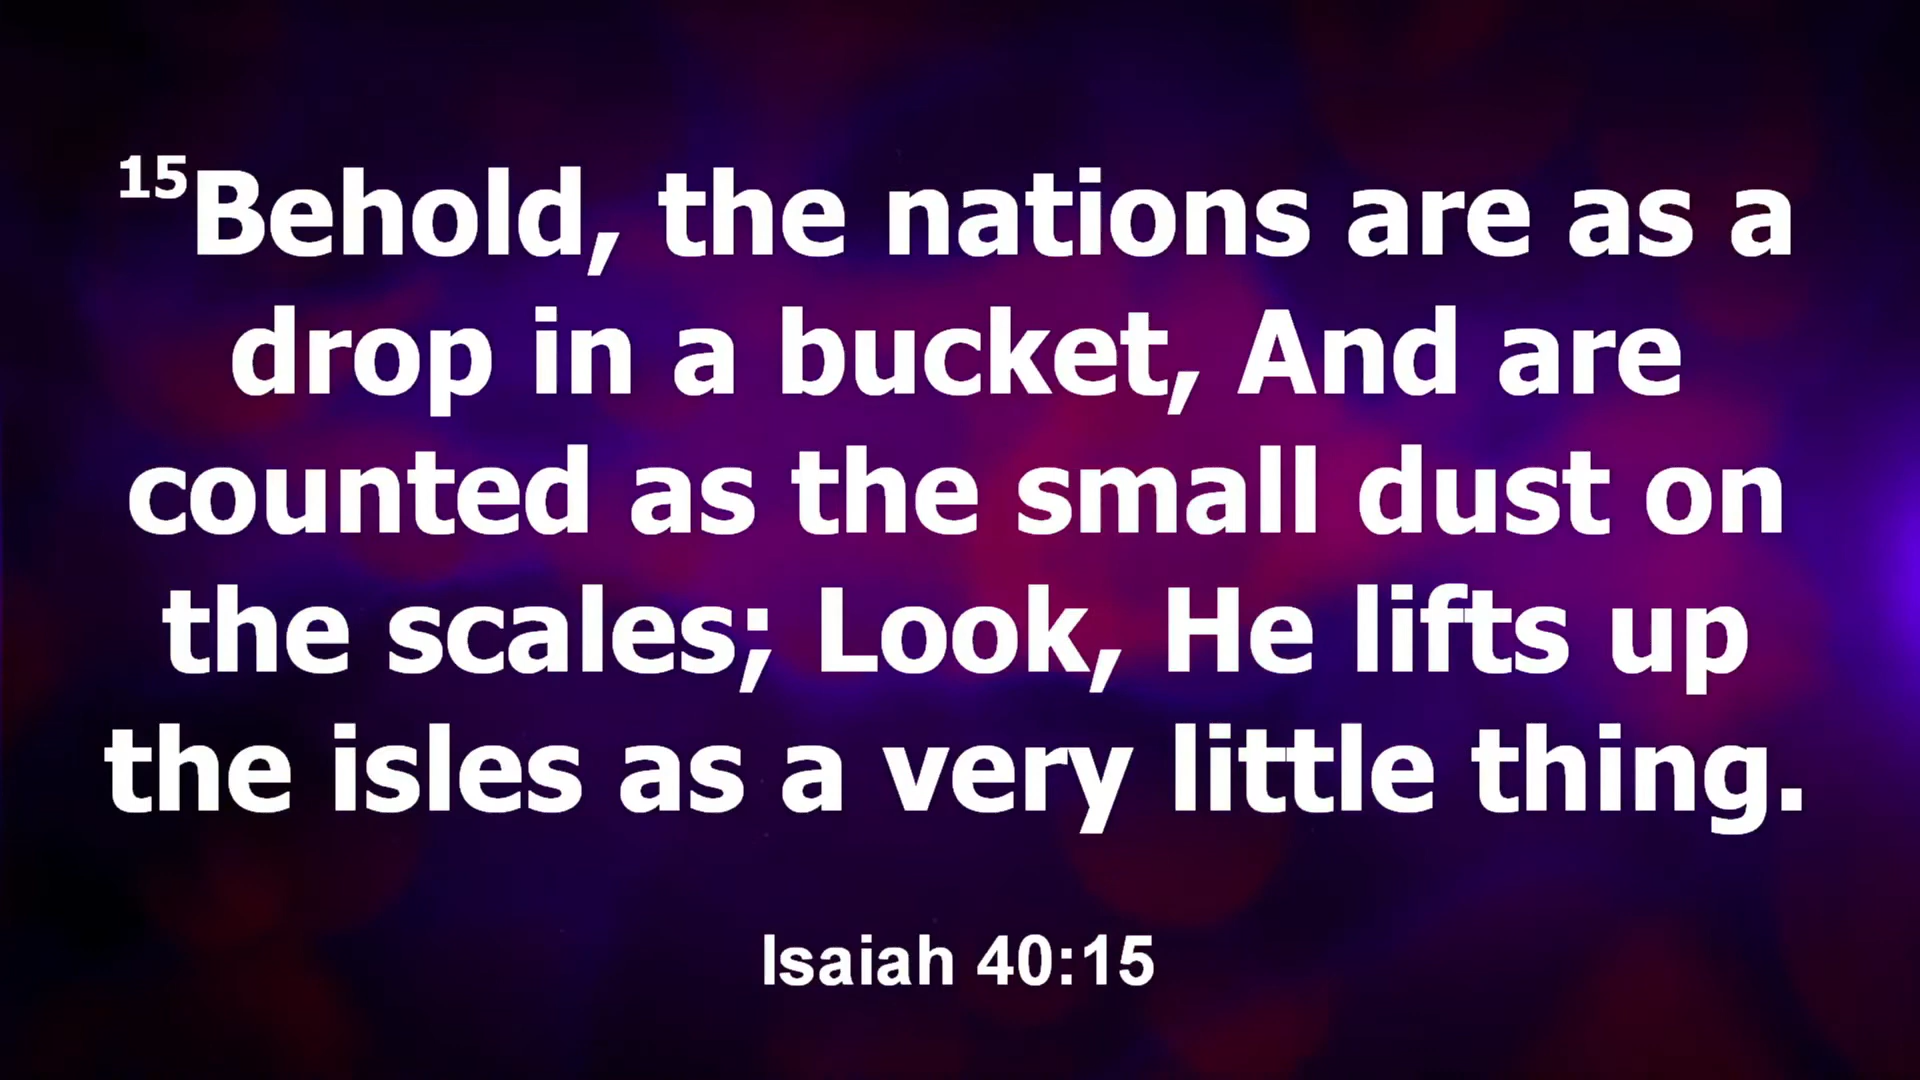 15Behold, the nations are as a
drop in a bucket, And are
counted as the small dust on
the scales; Look, He lifts up
the isles as a very little thing.
Isaiah 40:15